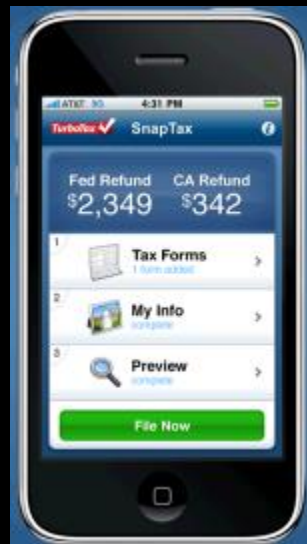 AT&T 3G 4:31 PM
TurboTax SnapTax
Fed Refund CA Refund
$2,349 $342
1
Tax Forms
1 form added
2
My Info
complete
3
Preview
complete
File Now